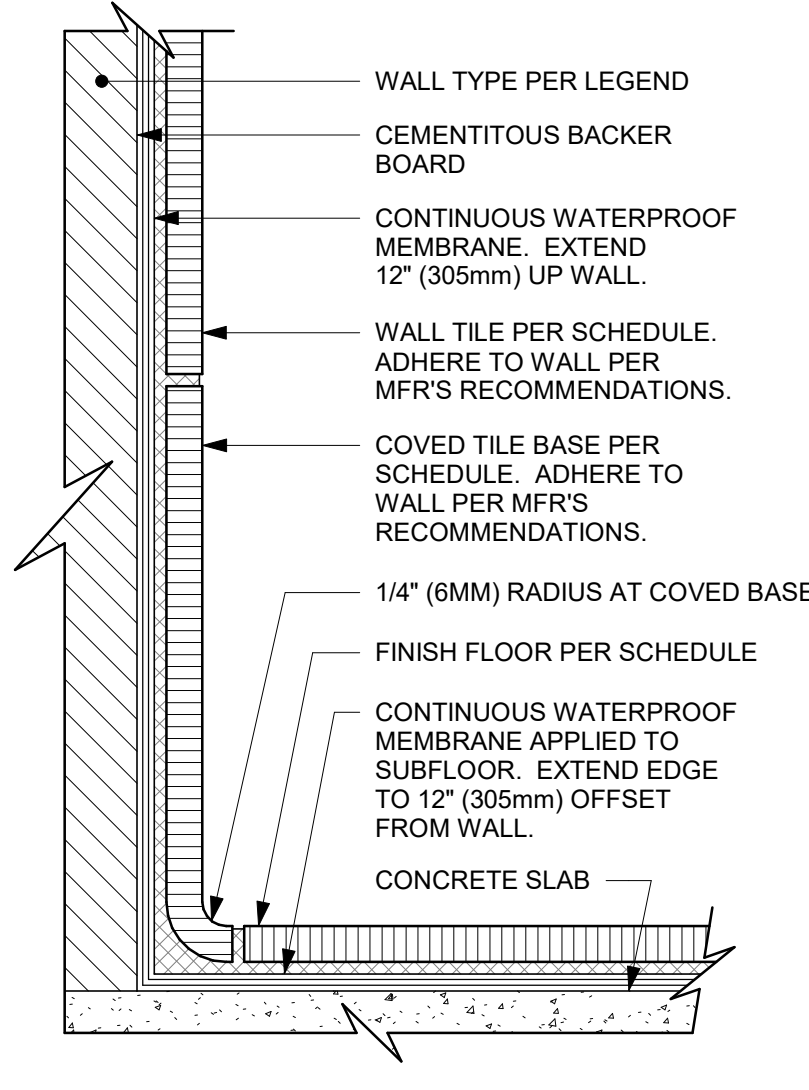 WALL TYPE PER LEGEND
CEMENTITOUS BACKER
BOARD
CONTINUOUS WATERPROOF
MEMBRANE. EXTEND
12" (305mm) UP WALL.
WALL TILE PER SCHEDULE.
ADHERE TO WALL PER
MFR'S RECOMMENDATIONS.
COVED TILE BASE PER
SCHEDULE. ADHERE TO
WALL PER MFR'S
RECOMMENDATIONS.
1/4" (6MM) RADIUS AT COVED BASE
FINISH FLOOR PER SCHEDULE
CONTINUOUS WATERPROOF
MEMBRANE APPLIED TO
SUBFLOOR. EXTEND EDGE
TO 12" (305mm) OFFSET
FROM WALL.
CONCRETE SLAB